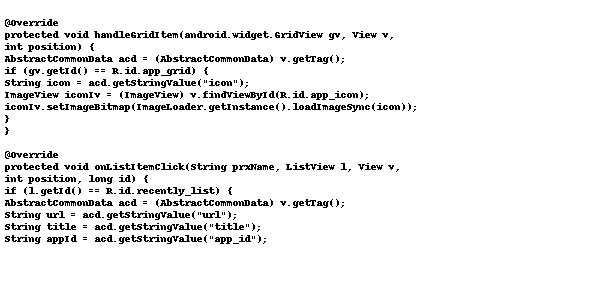 @Override
protected void handleGridItem(android.widget.GridView gv, View v,
int position) {
AbstractCommonData acd = (AbstractCommonData) v.getTag();
if (gv.getId() == R.id.app_grid) {
String icon = acd.getStringValue("icon");
ImageView iconIv = (ImageView) v.findViewById(R.id.app_icon);
iconIv.setImageBitmap(ImageLoader.getInstance().loadImageSync(icon));
}
}

@Override
protected void onListItemClick(String prxName, ListView l, View v,
int position, long id) {
if (l.getId() == R.id.recently_list) {
AbstractCommonData acd = (AbstractCommonData) v.getTag();
String url = acd.getStringValue("url");
String title = acd.getStringValue("title");
String appId = acd.getStringValue("app_id");